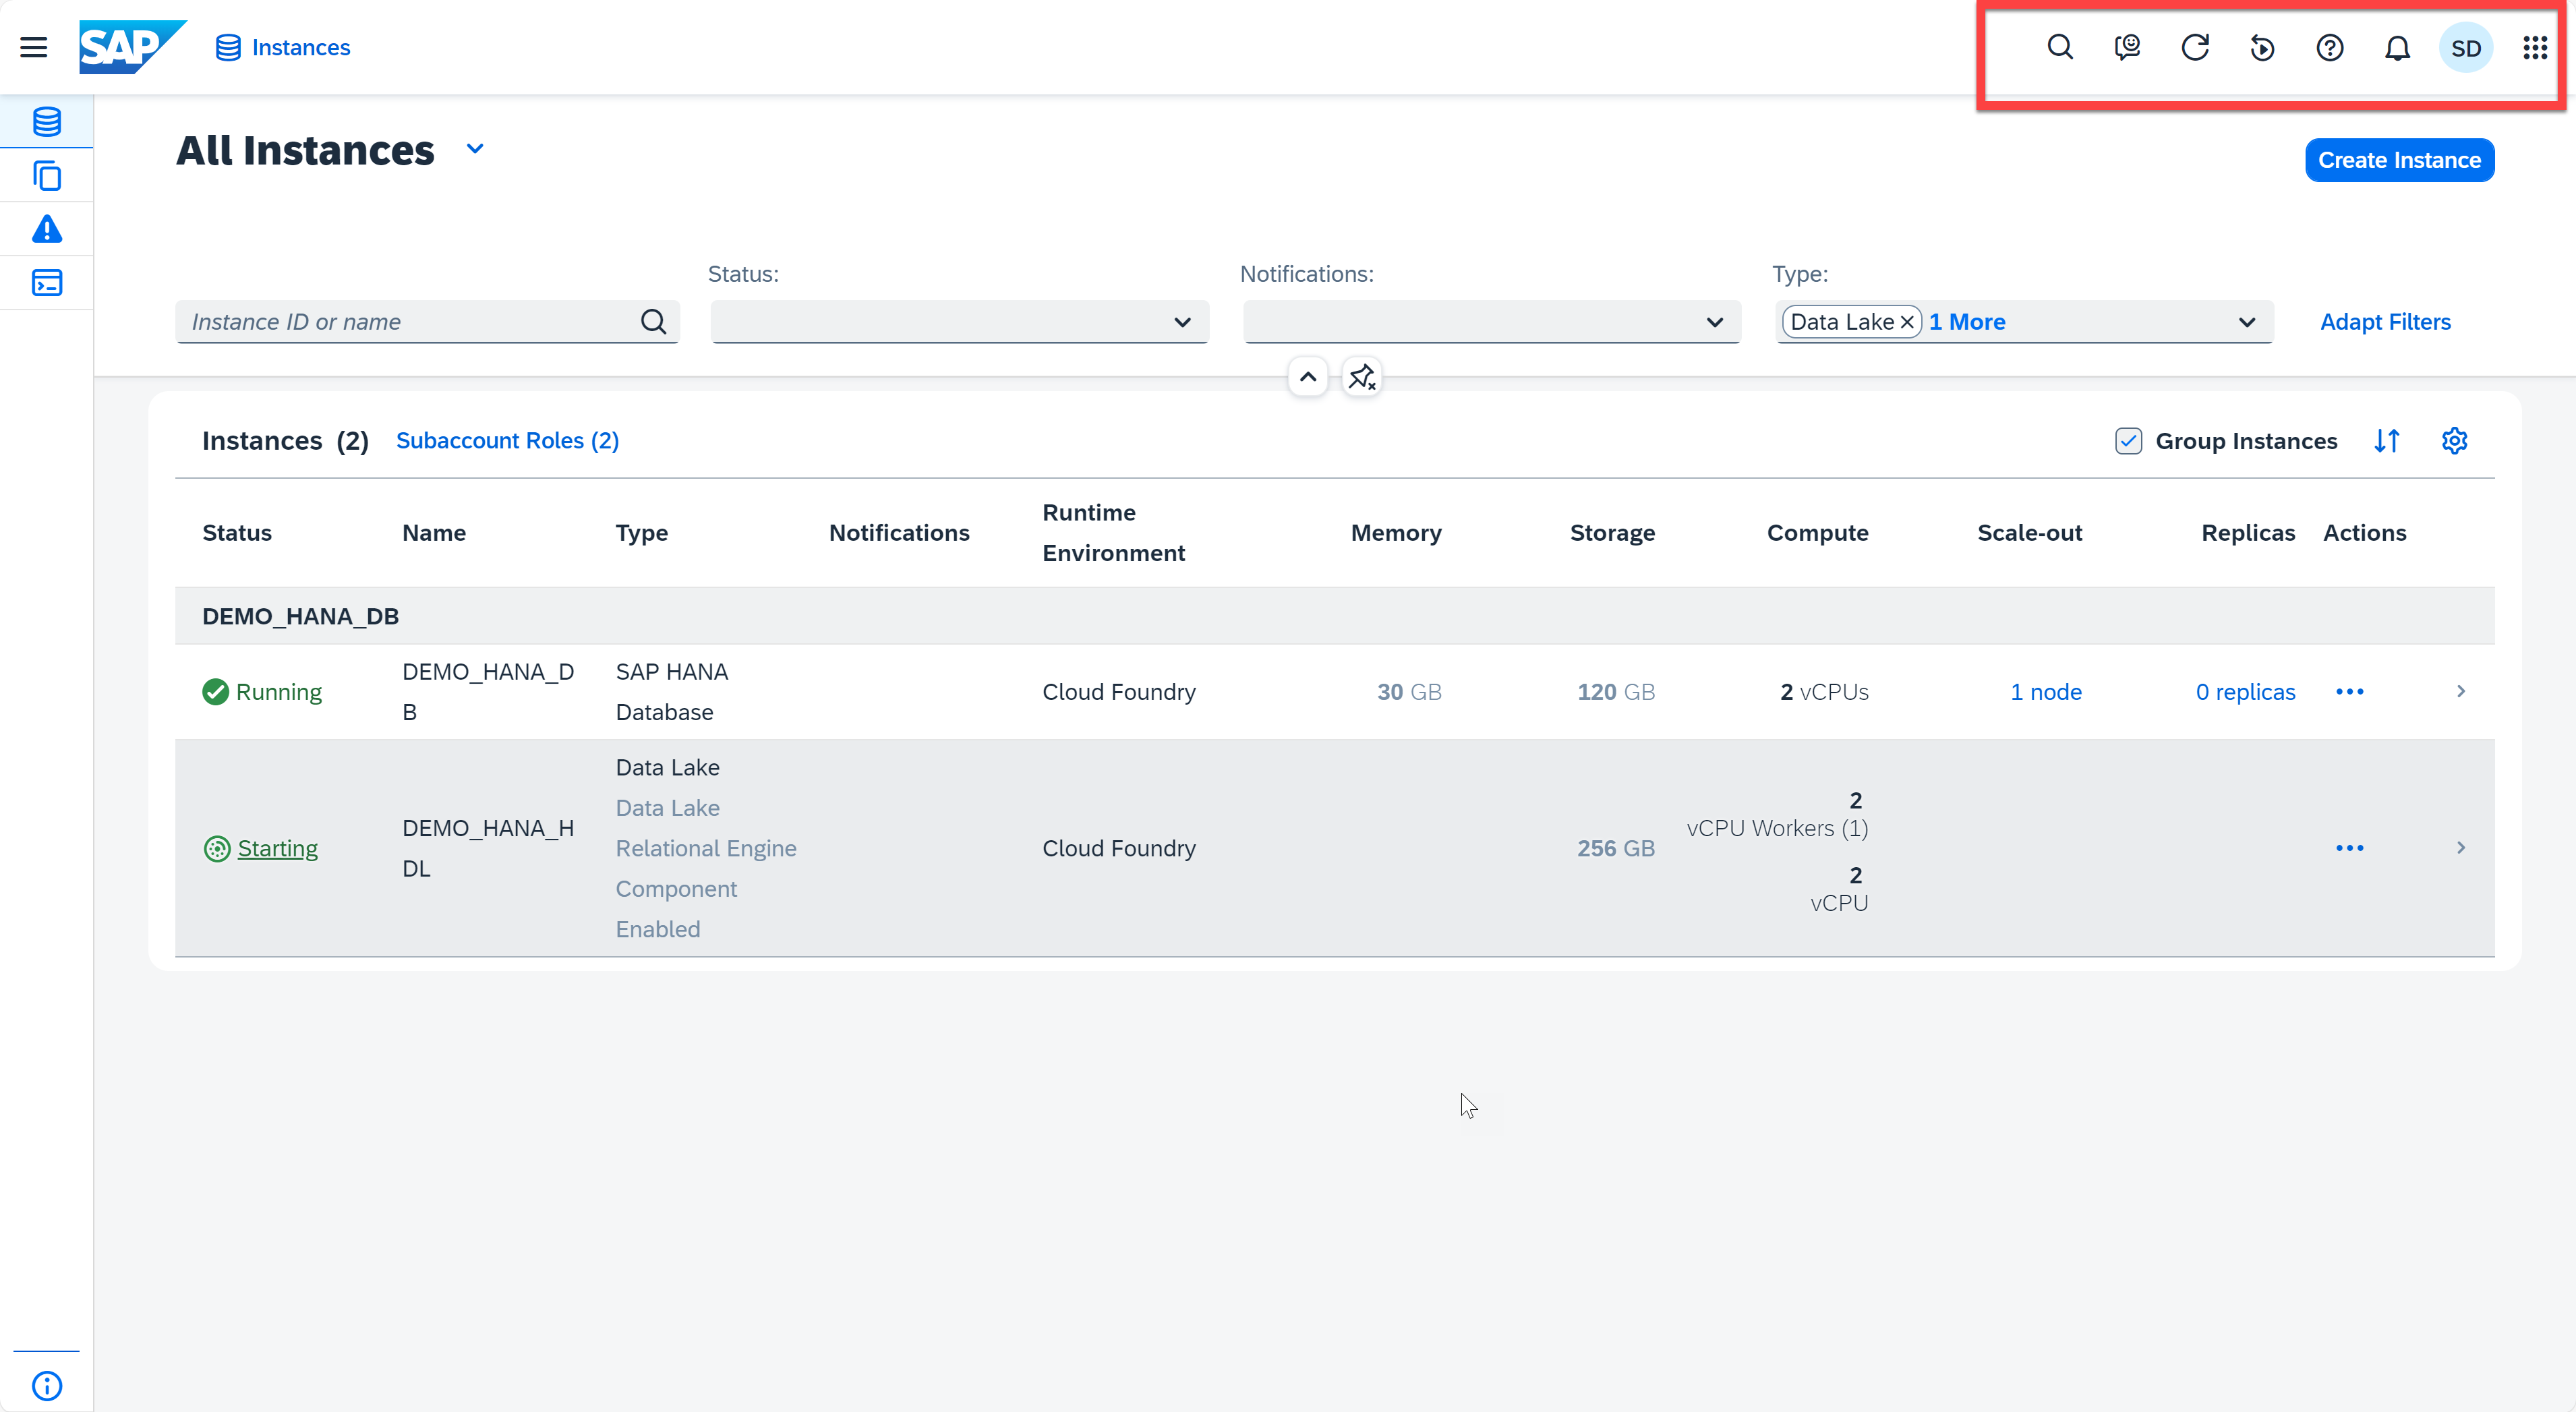 SAP
Instances
SD
All Instances
Create Instance
Status:
Notifications:
Type:
Instance ID or name
Data Lake
1 More
Adapt Filters
Instances (2)
Subaccount Roles (2)
Group Instances
Status
Name
Type
Notifications
Runtime
Environment
Memory
Storage
Compute
Scale-out
Replicas
Actions
DEMO_HANA_DB
Running
DEMO_HANA_D
B
SAP HANA
Database
Cloud Foundry
30 GB
120 GB
2 vCPUs
1 node
0 replicas
Starting
DEMO_HANA_H
DL
Data Lake
Data Lake
Relational Engine
Component
Enabled
Cloud Foundry
256 GB
2
vCPU Workers (1)
2
vCPU